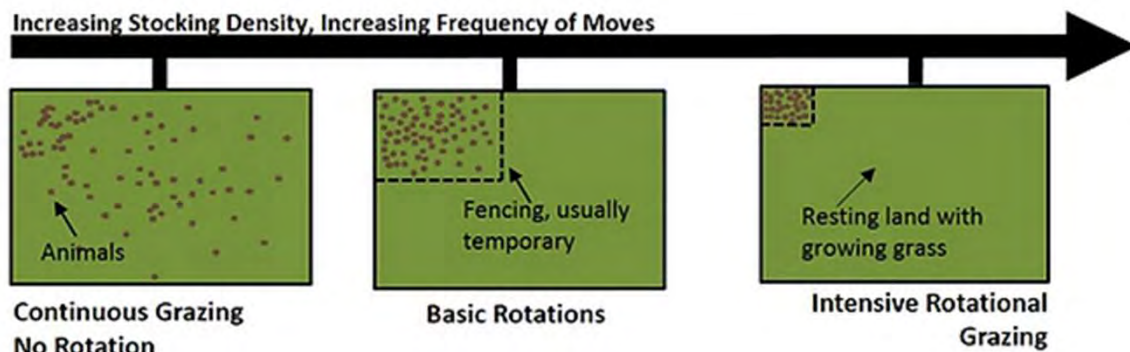 Increasing Stocking Density, Increasing Frequency of Moves
Animals
Continuous Grazing
No Rotation
Fencing, usually
temporary
Basic Rotations
Resting land with
growing grass
Intensive Rotational
Grazing